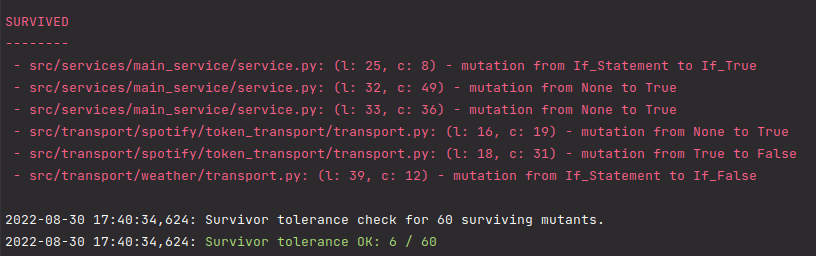 SURVIVED
--------
- src/services/main_service/service.py: (l: 25, c: 8) - mutation from If_Statement to If_True
- src/services/main_service/service.py: (l: 32, c: 49) - mutation from None to True
- src/services/main_service/service.py: (l: 33, c: 36) - mutation from None to True
- src/transport/spotify/token_transport/transport.py: (l: 16, c: 19) - mutation from None to True
- src/transport/spotify/token_transport/transport.py: (l: 18, c: 31) - mutation from True to False
- src/transport/weather/transport.py: (l: 39, c: 12) - mutation from If_Statement to If_False
2022-08-30 17:40:34,624: Survivor tolerance check for 60 surviving mutants.
2022-08-30 17:40:34,624: Survivor tolerance OK: 6 / 60